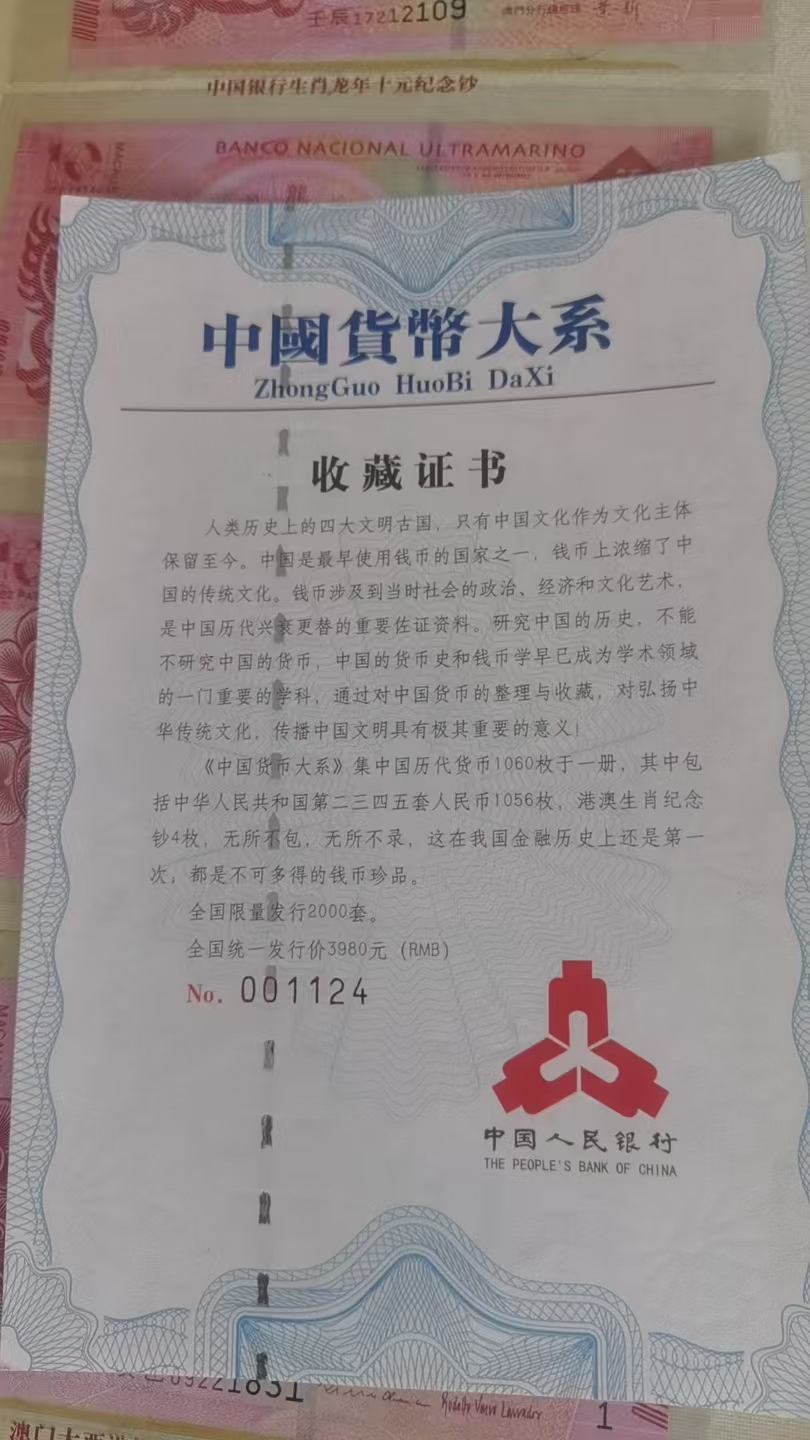 壬辰17212109
中国银行生肖龙年十元纪念钞
10
BANCO NACIONAL ULTRAMARINO
中國貨幣大系
ZhongGuo HuoBi DaXi
收藏证书
人类历史上的四大文明古国，只有中国文化作为文化主体
保留至今。中国是最早使用钱币的国家之一，钱币上浓缩了中
国的传统文化。钱币涉及到当时社会的政治、经济和文化艺术，
是中国历代兴衰更替的重要佐证资料。研究中国的历史，不能
不研究中国的货币，中国的货币史和钱币学早已成为学术领域
的一门重要的学科，通过对中国货币的整理与收藏，对弘扬中
华传统文化，传播中国文明具有极其重要的意义！
《中国货币大系》集中国历代货币1060枚于一册，其中包
括中华人民共和国第二三四五套人民币1056枚，港澳生肖纪念
钞4枚，无所不包，无所不录，这在我国金融历史上还是第一
次，都是不可多得的钱币珍品。
全国限量发行2000套。
全国统一发行价3980元（RMB）
No. 001124
中国人民银行
THE PEOPLE'S BANK OF CHINA
1